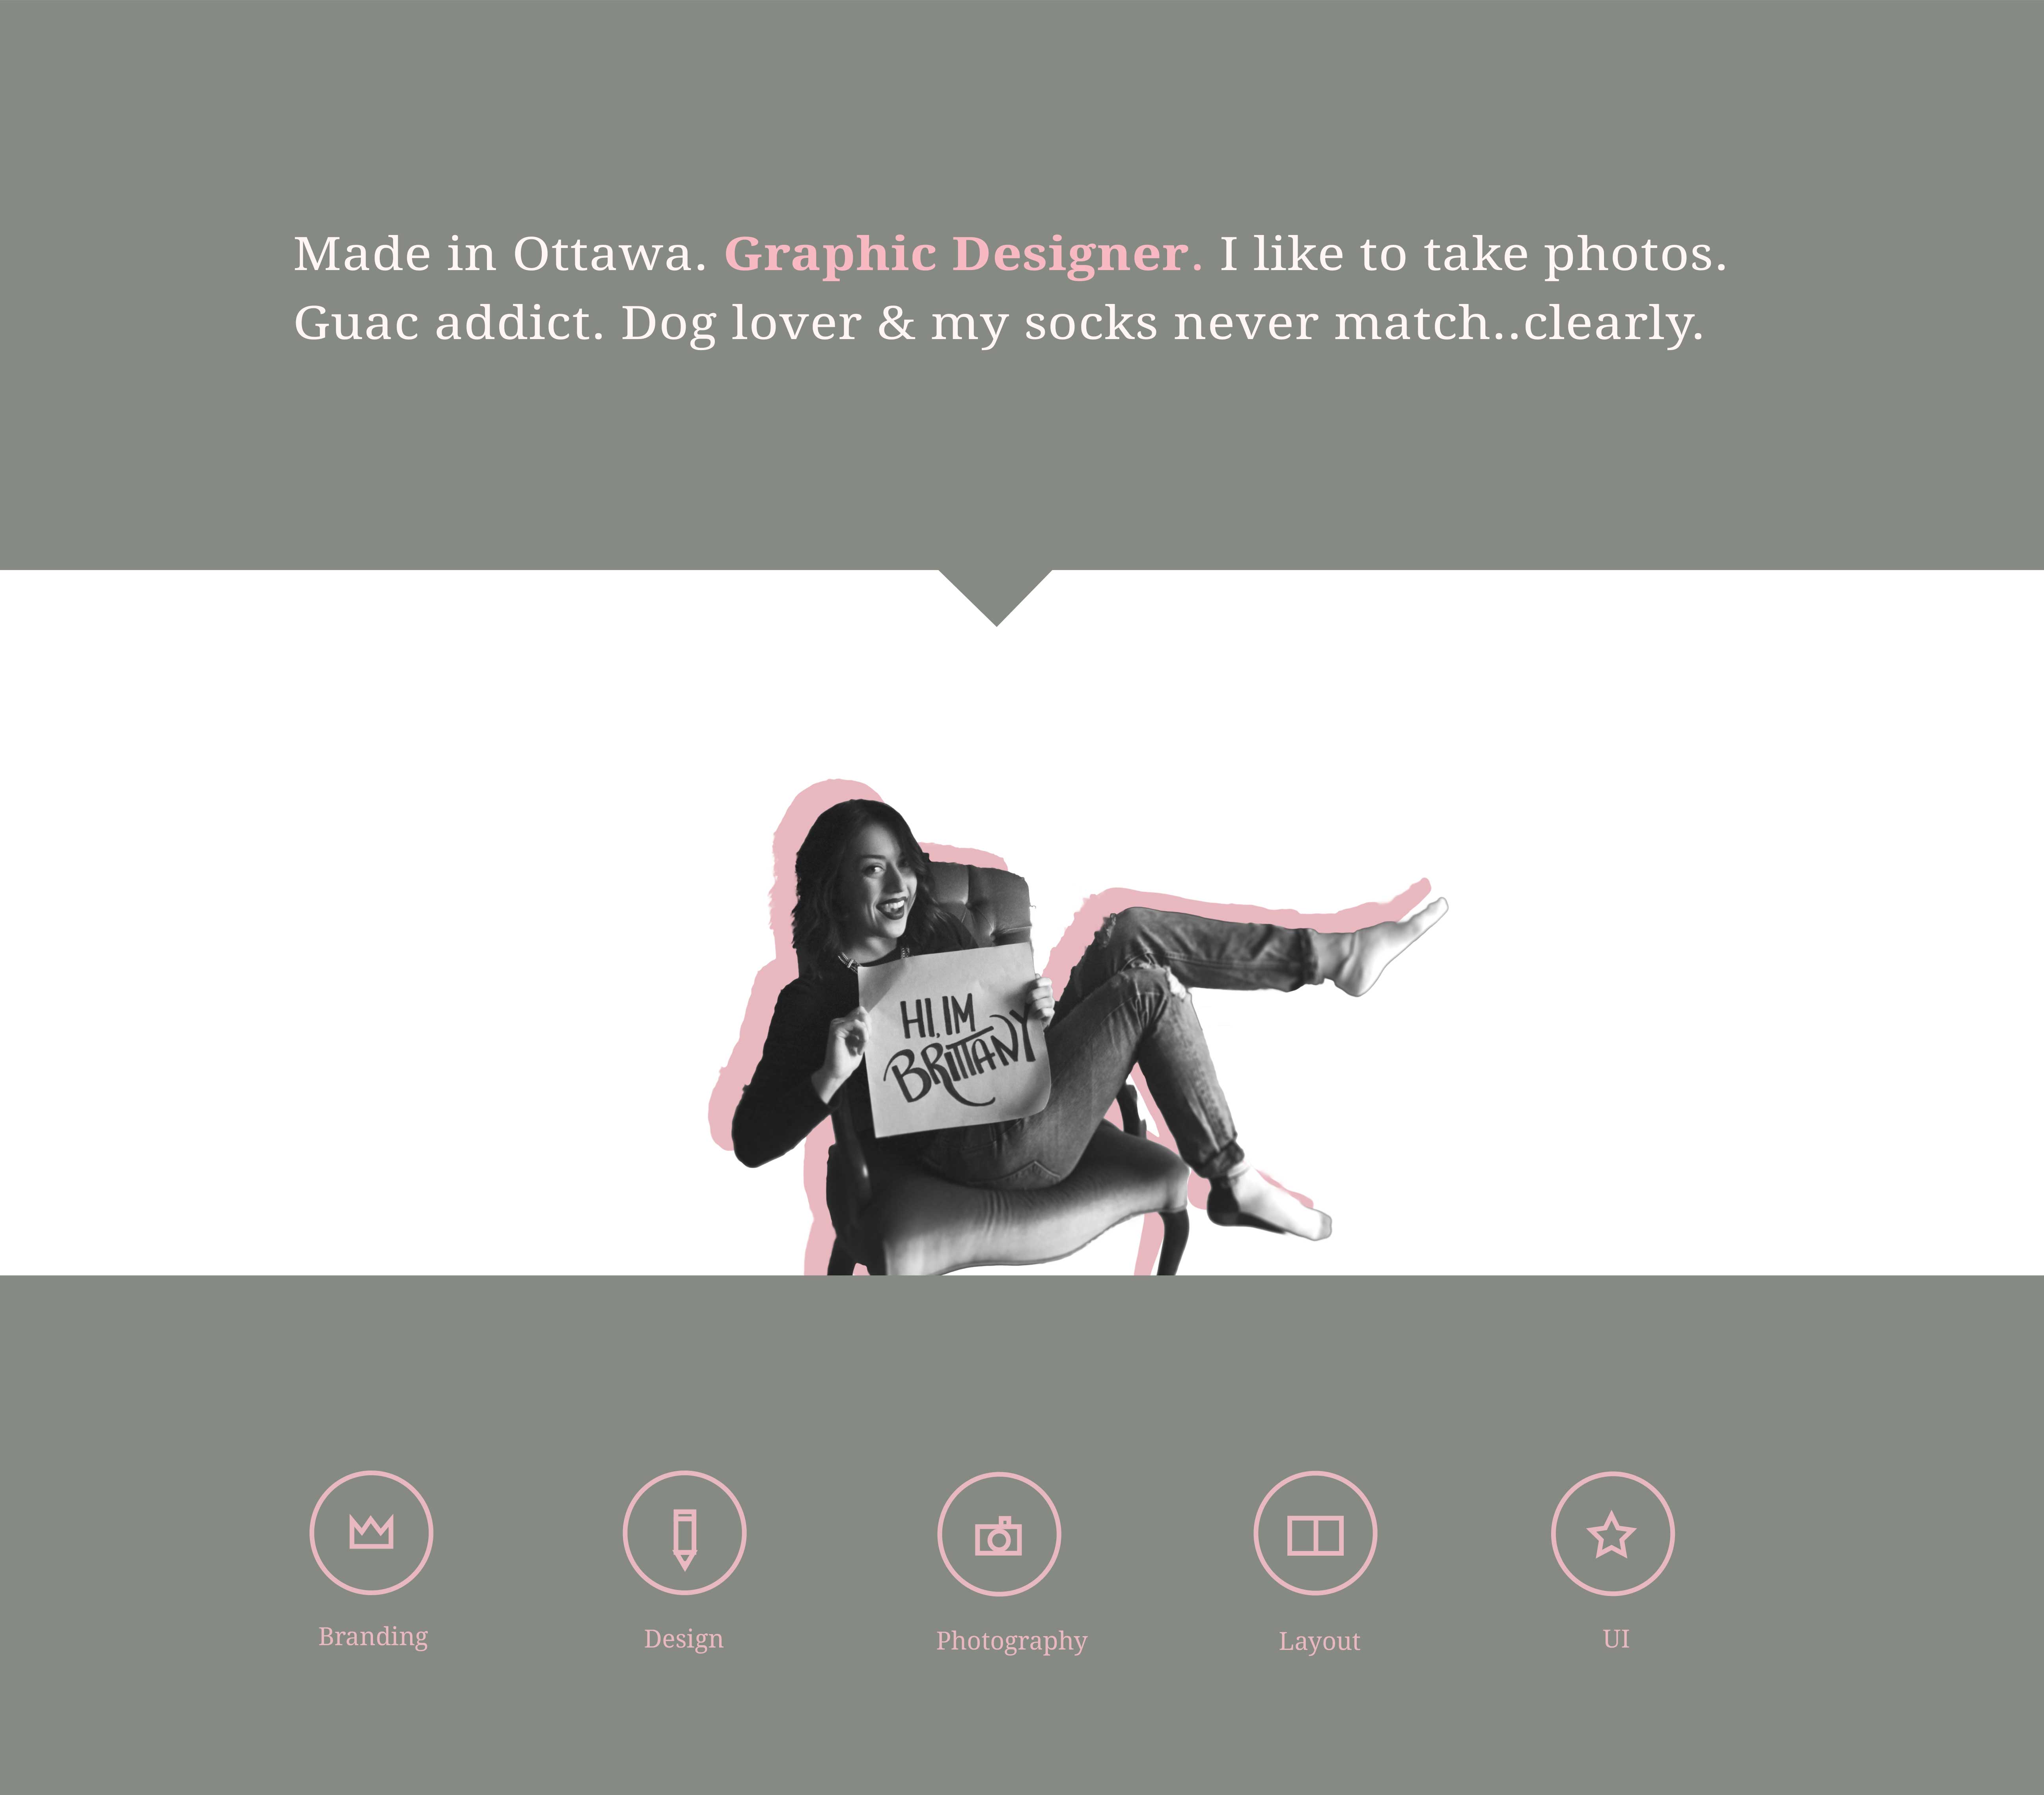 Made in Ottawa. Graphic Designer. I like to take photos.
Guac addict. Dog lover & my socks never match..clearly.
HI, IM
BRITTANY
Branding
Design
Photography
Layout
UI